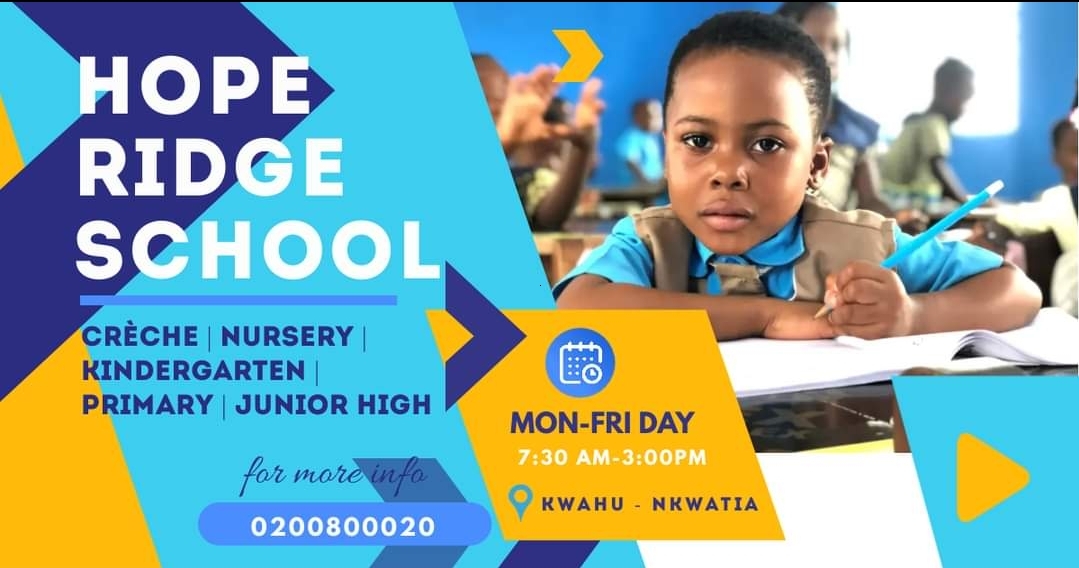 HOPE
RIDGE
SCHOOL
CRÈCHE | NURSERY |
KINDERGARTEN |
PRIMARY | JUNIOR HIGH
for more info
0200800020
MON-FRI DAY
7:30 AM-3:00PM
KWAHU - NKWATIA